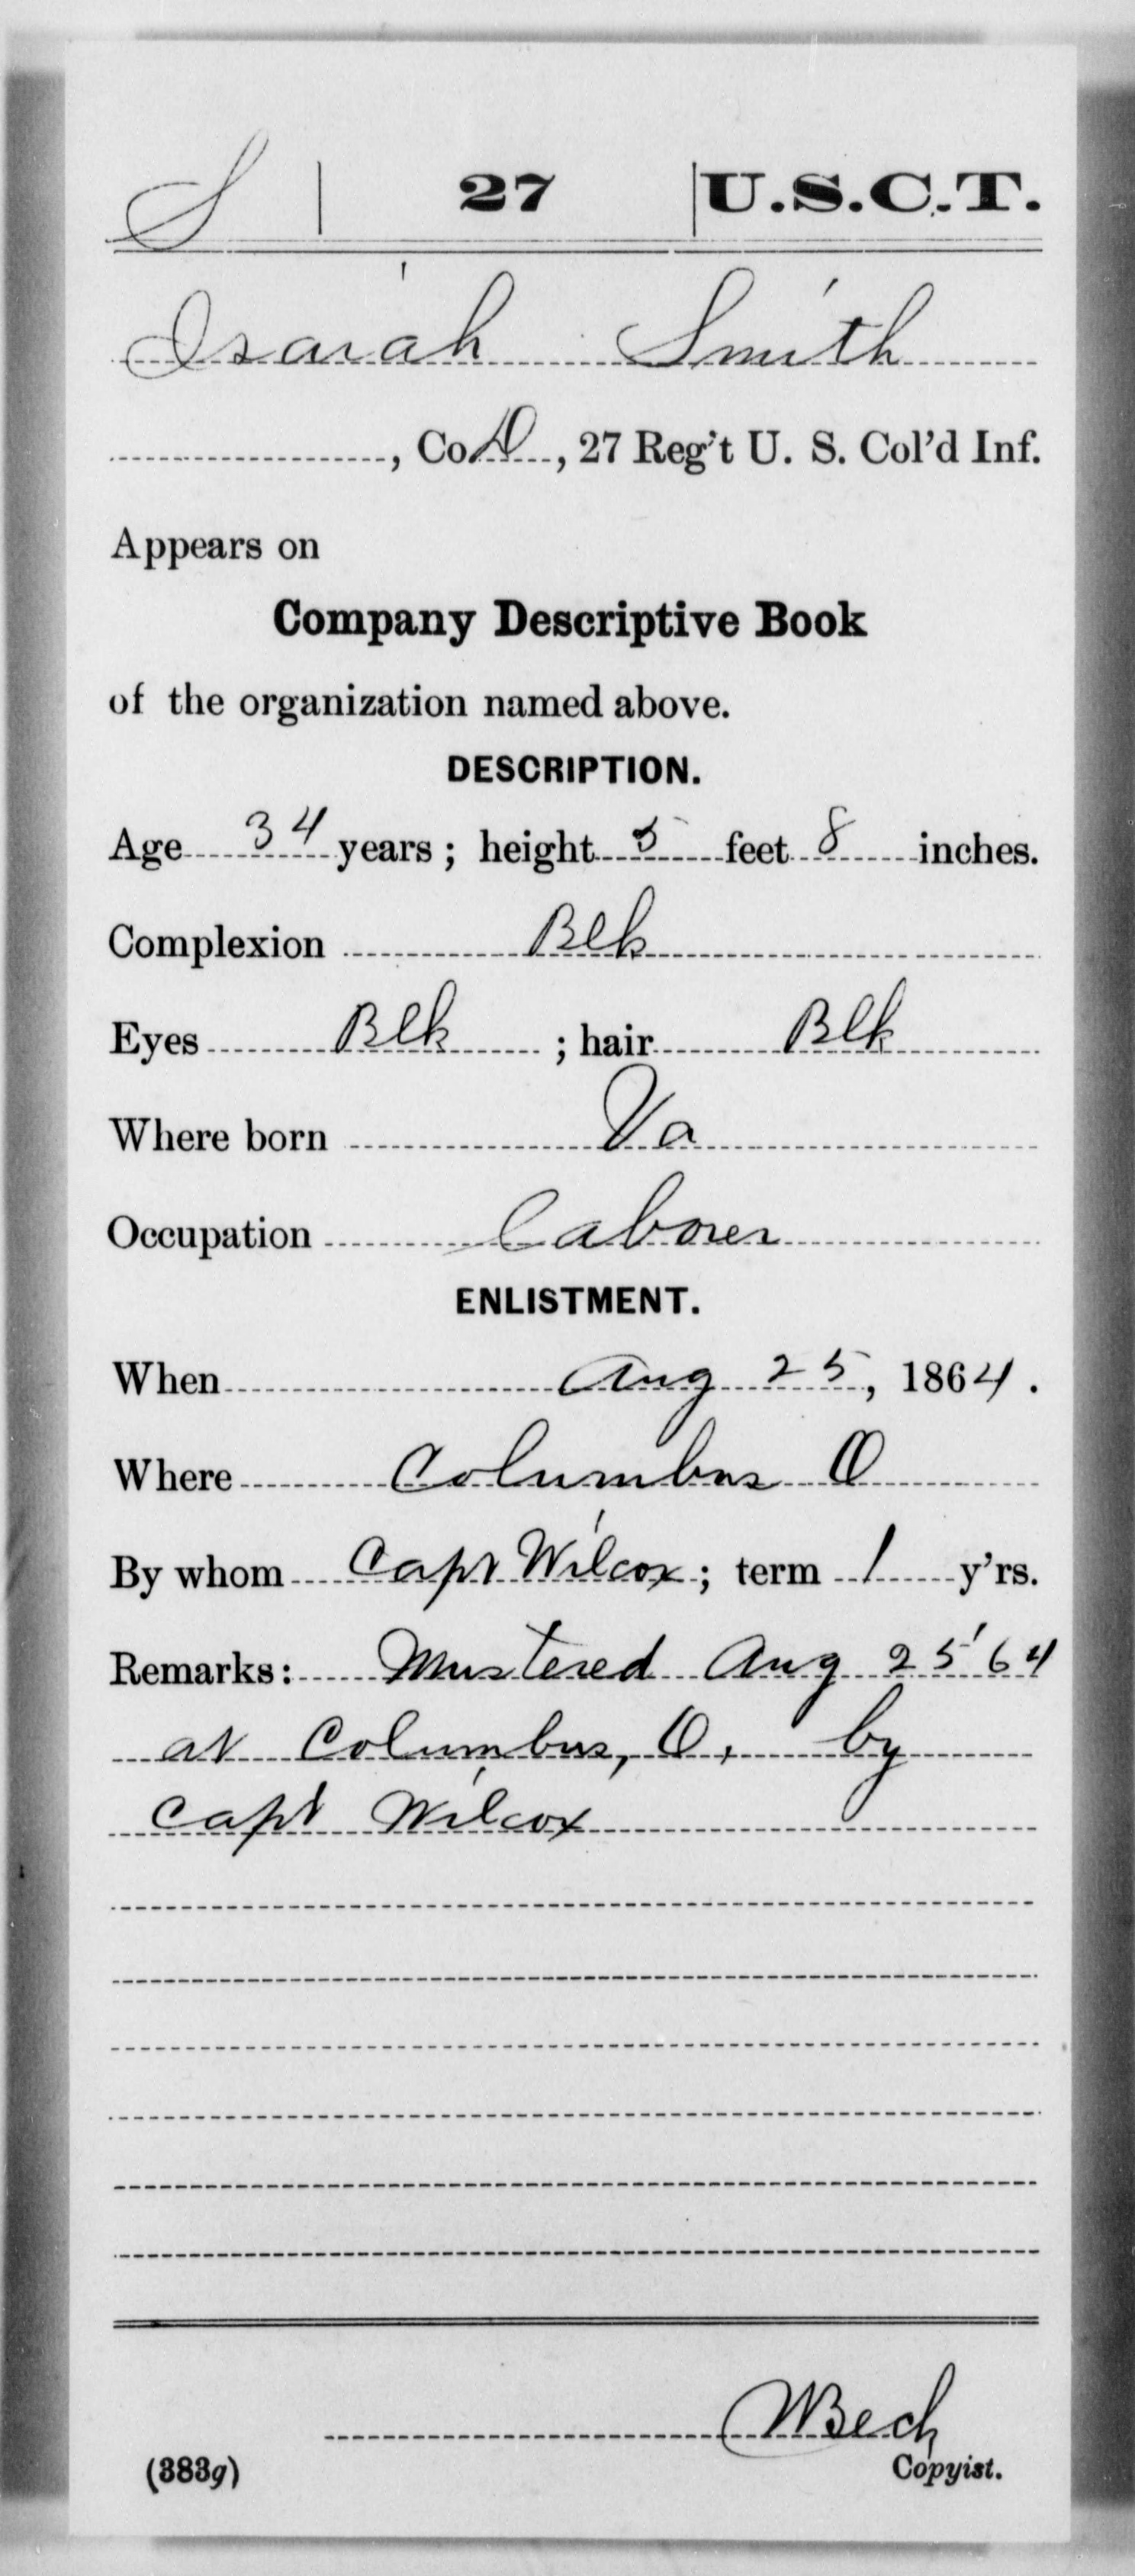 S | 27 | U.S.C.T.
Isaiah Smith
, Co. D, 27 Reg't U. S. Col'd Inf.
Appears on
Company Descriptive Book
of the organization named above.
DESCRIPTION.
Age 34 years; height 5 feet 8 inches.
Complexion Blk
Eyes Blk ; hair Blk
Where born Va
Occupation Laborer
ENLISTMENT.
When Aug 25, 1864.
Where Columbus O
By whom Capt Wilcox; term 1 y'rs.
Remarks: Mustered Aug 25 '64
at Columbus, O, by
Capt Wilcox
WBech
(383g) Copyist.